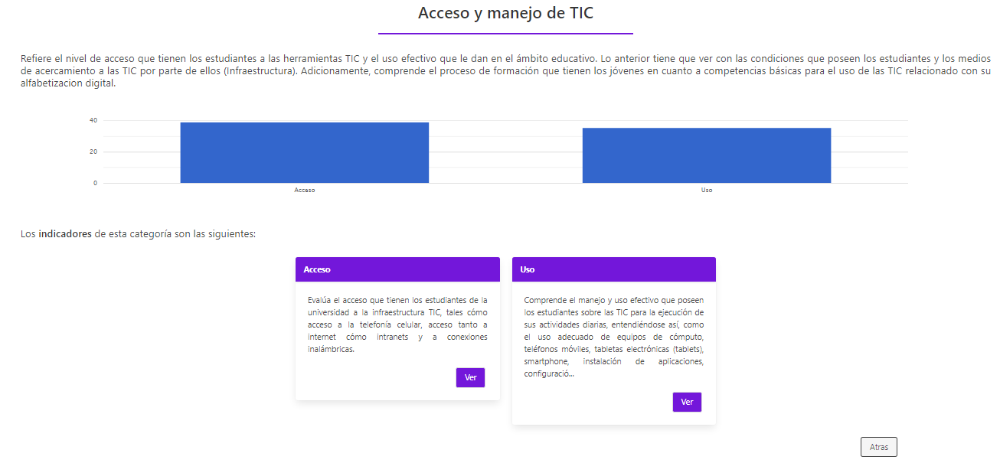 Acceso y manejo de TIC
Refiere el nivel de acceso que tienen los estudiantes a las herramientas TIC y el uso efectivo que le dan en el ámbito educativo. Lo anterior tiene que ver con las condiciones que poseen los estudiantes y los medios
de acercamiento a las TIC por parte de ellos (Infraestructura). Adicionamente, comprende el proceso de formación que tienen los jóvenes en cuanto a competencias básicas para el uso de las TIC relacionado con su
alfabetizacion digital.
40
20
0
Acceso
Uso
Los indicadores de esta categoría son las siguientes:
Acceso
Evalúa el acceso que tienen los estudiantes de la
universidad a la infraestructura TIC, tales cómo
acceso a la telefonía celular, acceso tanto a
internet cómo intranets y a conexiones
inalámbricas.
Ver
Uso
Comprende el manejo y uso efectivo que poseen
los estudiantes sobre las TIC para la ejecución de
sus actividades diarias, entendiéndose así, como
el uso adecuado de equipos de cómputo,
teléfonos móviles, tabletas electrónicas (tablets),
smartphone, instalación de aplicaciones,
configuració...
Ver
Atras